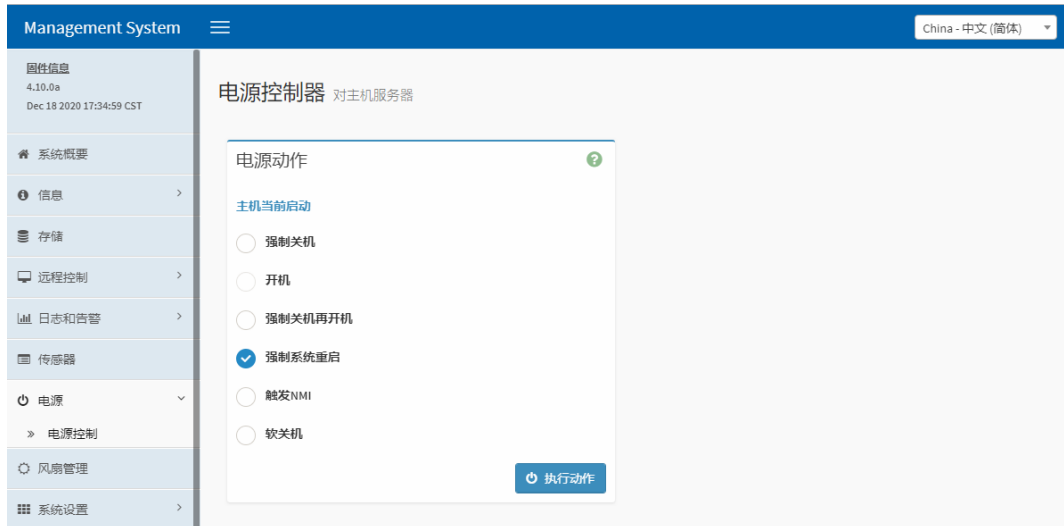 Management System
China - 中文 (简体)
固件信息
4.10.0a
Dec 18 2020 17:34:59 CST
系统概要
信息
存储
远程控制
日志和告警
传感器
电源
电源控制
风扇管理
系统设置
电源控制器 对主机服务器
电源动作
主机当前启动
强制关机
开机
强制关机再开机
强制系统重启
触发NMI
软关机
执行动作